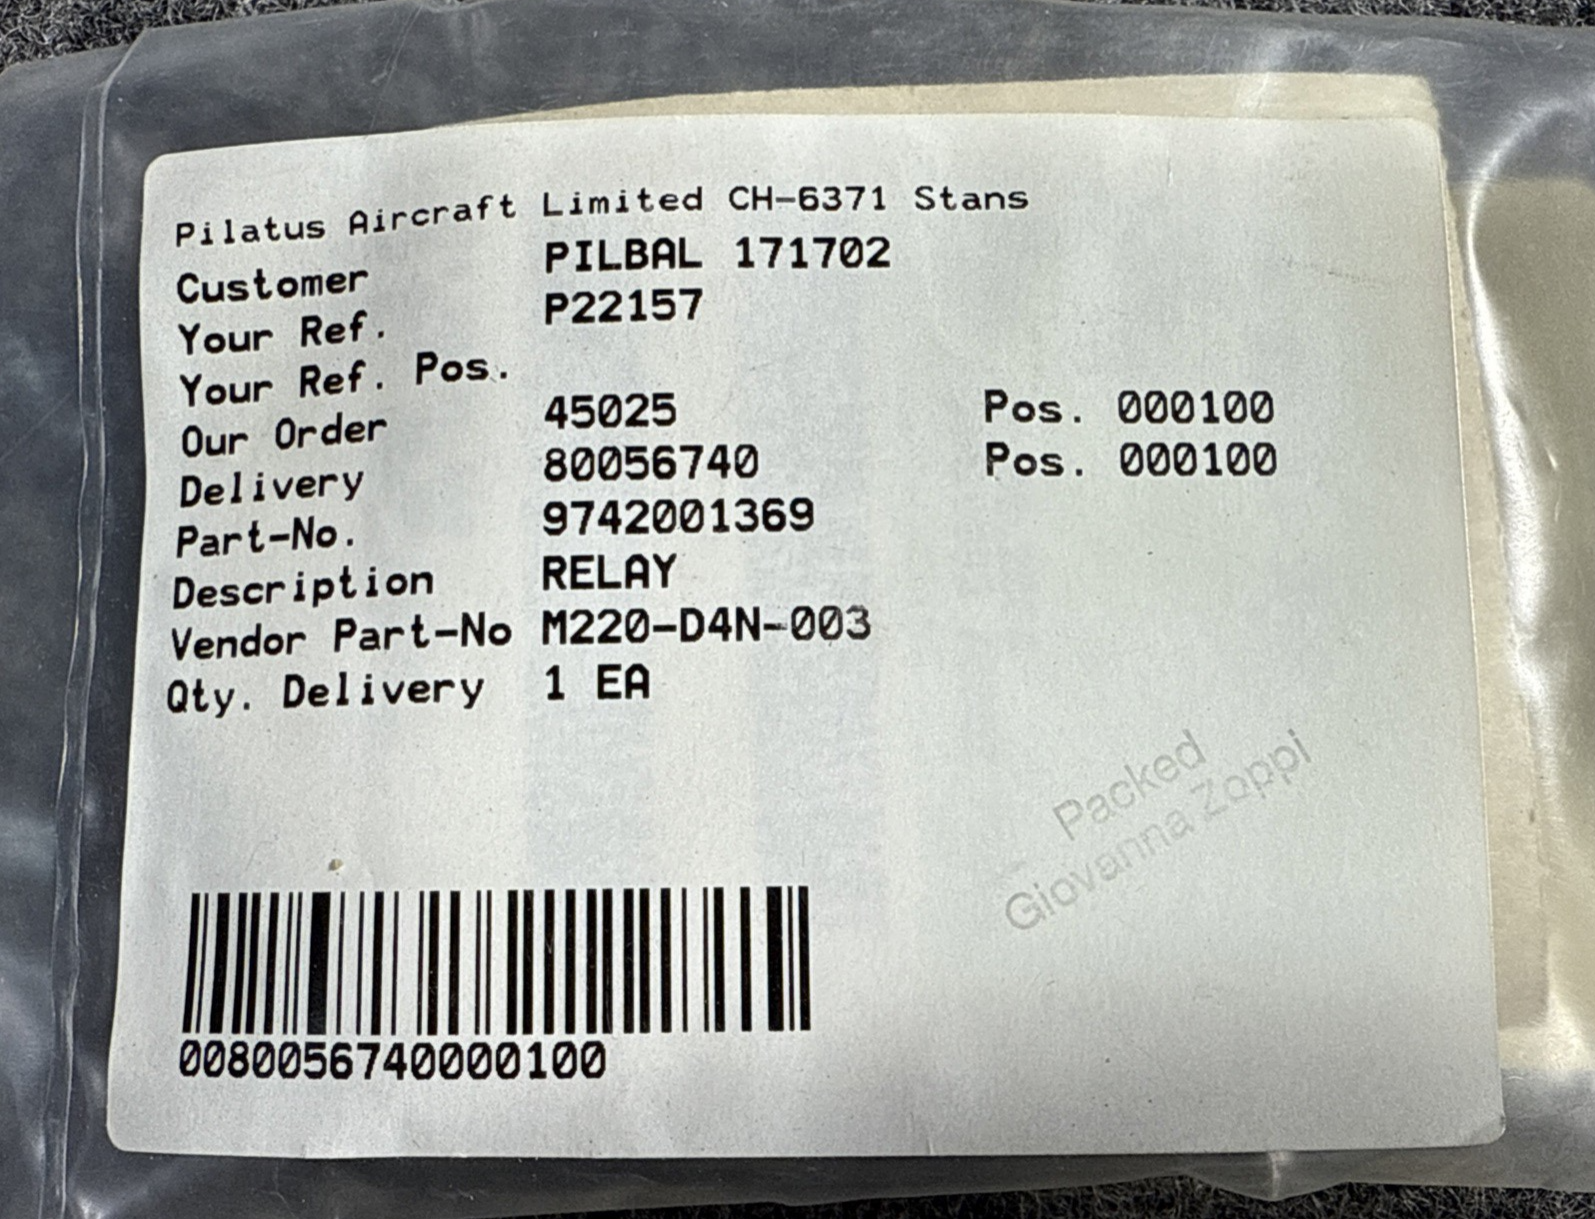 Pilatus Aircraft Limited CH-6371 Stans
Customer PILBAL 171702
Your Ref. P22157
Your Ref. Pos.
Our Order 45025 Pos. 000100
Delivery 80056740 Pos. 000100
Part-No. 9742001369
Description RELAY
Vendor Part-No M220-D4N-003
Qty. Delivery 1 EA
Packed
Giovanna Zoppi
0080056740000100